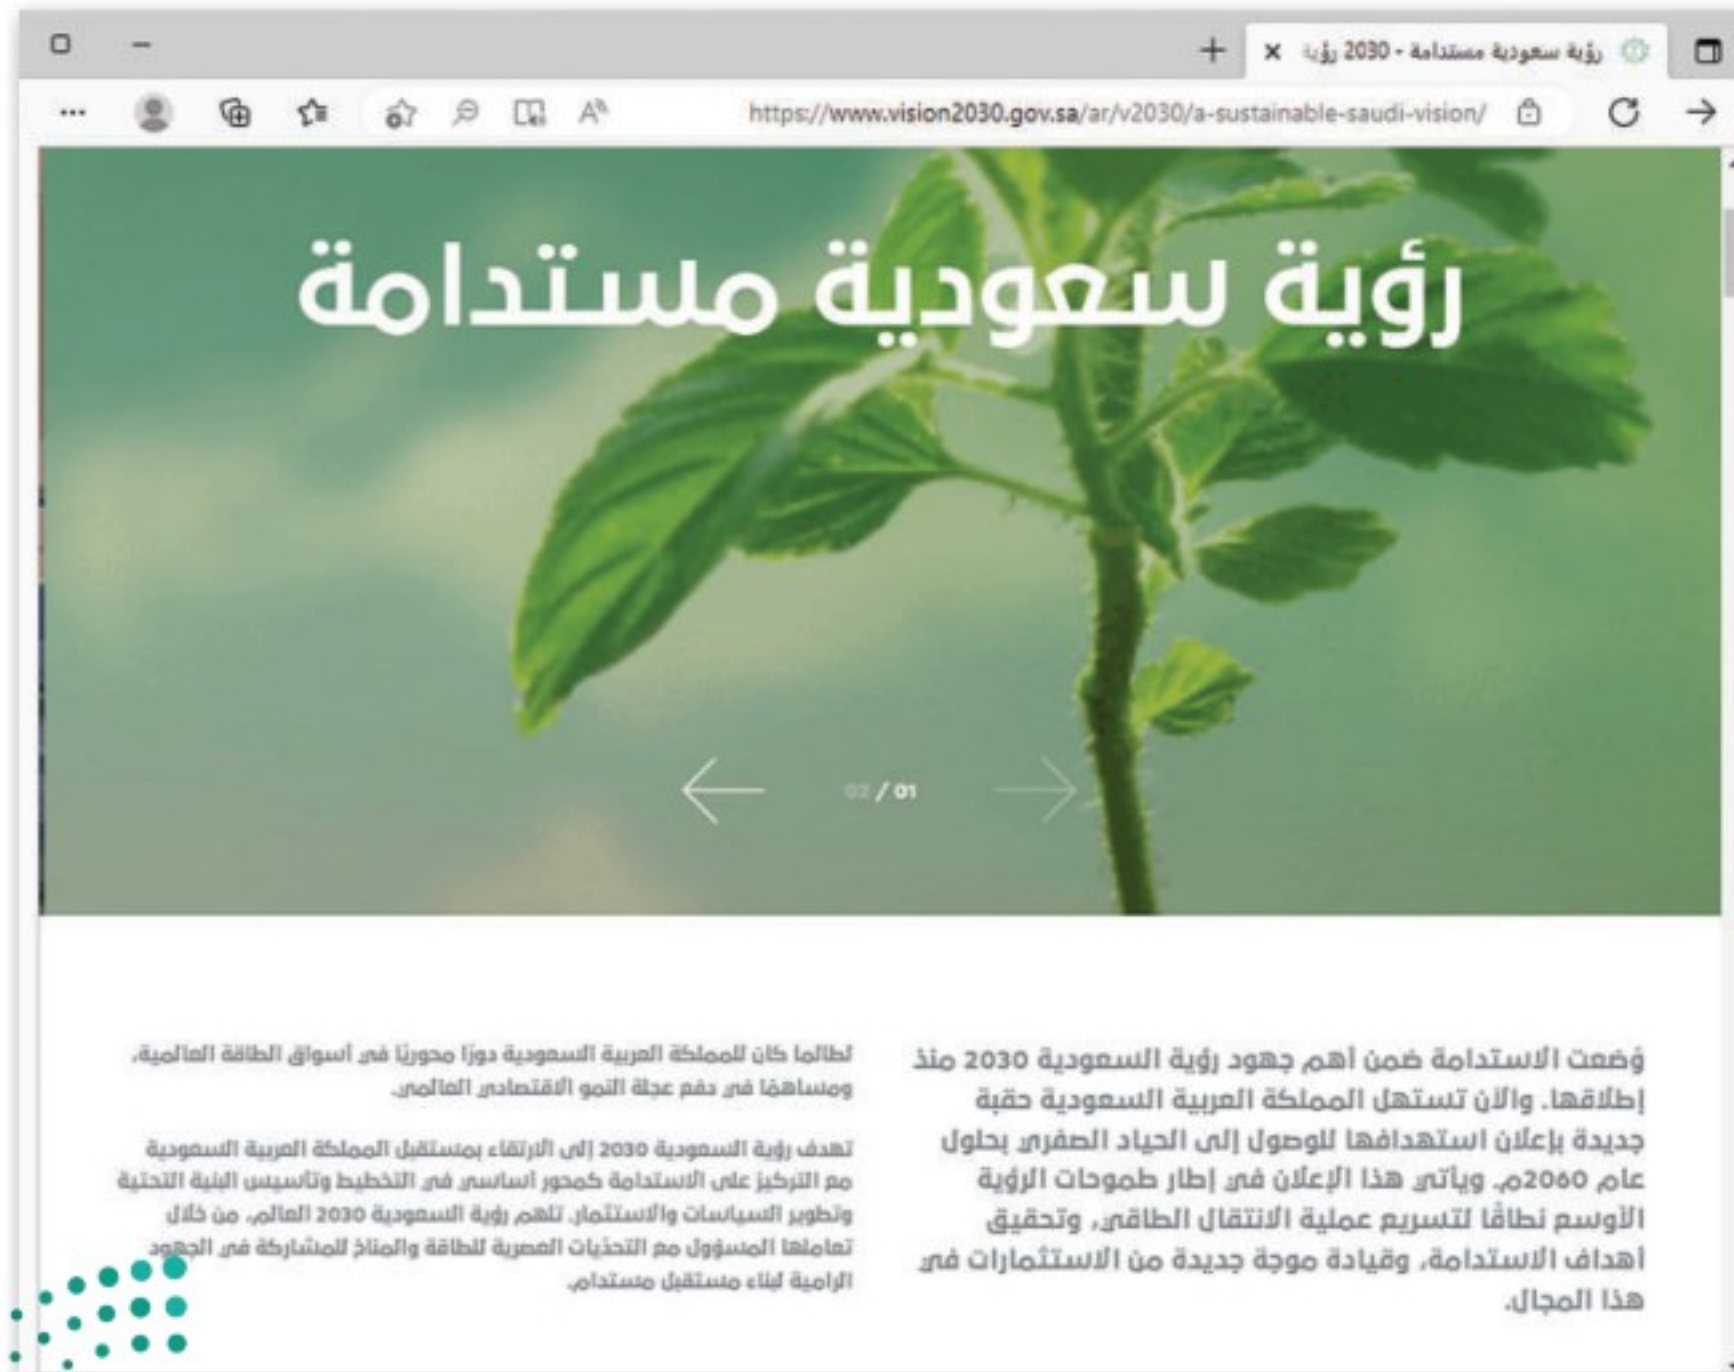 رؤية سعودية مستدامة - 2030 رؤية
https://www.vision2030.gov.sa/ar/v2030/a-sustainable-saudi-vision/
رؤية سعودية مستدامة
02 / 01
وُضعت الاستدامة ضمن أهم جهود رؤية السعودية 2030 منذ
إطلاقها. والآن تستهل المملكة العربية السعودية حقبة
جديدة بإعلان استهدافها للوصول إلى الحياد الصفري بحلول
عام 2060م. ويأتي هذا الإعلان في إطار طموحات الرؤية
الأوسع نطاقًا لتسريع عملية الانتقال الطاقي، وتحقيق
أهداف الاستدامة، وقيادة موجة جديدة من الاستثمارات في
هذا المجال.
لطالما كان للمملكة العربية السعودية دورًا محوريًا في أسواق الطاقة العالمية،
ومساهمًا في دفع عجلة النمو الاقتصادي العالمي.
تهدف رؤية السعودية 2030 إلى الارتقاء بمستقبل المملكة العربية السعودية
مع التركيز على الاستدامة كمحور أساسي في التخطيط وتأسيس البنية التحتية
وتطوير السياسات والاستثمار. تلهم رؤية السعودية 2030 العالم، من خلال
تعاملها المسؤول مع التحدّيات العصرية للطاقة والمناخ للمشاركة في الجهود
الرامية لبناء مستقبل مستدام.